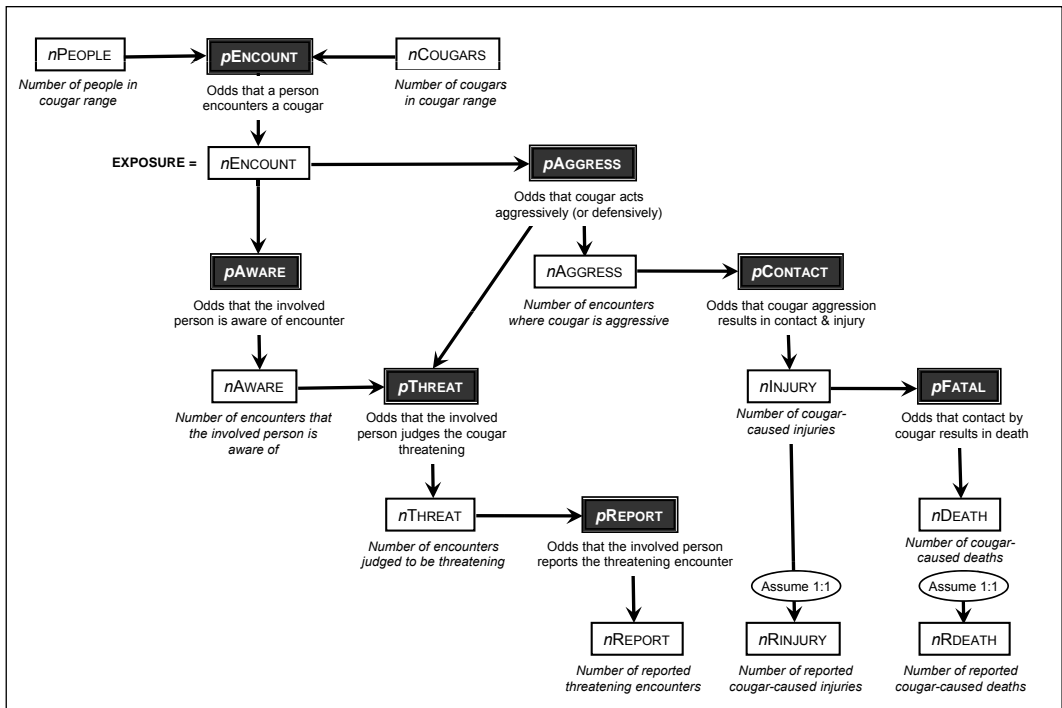 nPEOPLE
pENCOUNT
nCOUGARS
Number of people in
cougar range
Odds that a person
encounters a cougar
Number of cougars
in cougar range
EXPOSURE =
nENCOUNT
pAGGRESS
Odds that cougar acts
aggressively (or defensively)
pAWARE
nAGGRESS
pCONTACT
Odds that the involved
person is aware of encounter
Number of encounters
where cougar is aggressive
Odds that cougar aggression
results in contact & injury
nAWARE
pTHREAT
nINJURY
pFATAL
Number of encounters that
the involved person is
aware of
Odds that the involved
person judges the cougar
threatening
Number of cougar-
caused injuries
Odds that contact by
cougar results in death
nTHREAT
pREPORT
nDEATH
Number of encounters
judged to be threatening
Odds that the involved person
reports the threatening encounter
Number of cougar-
caused deaths
Assume 1:1
Assume 1:1
nREPORT
nRINJURY
nRDEATH
Number of reported
threatening encounters
Number of reported
cougar-caused injuries
Number of reported
cougar-caused deaths